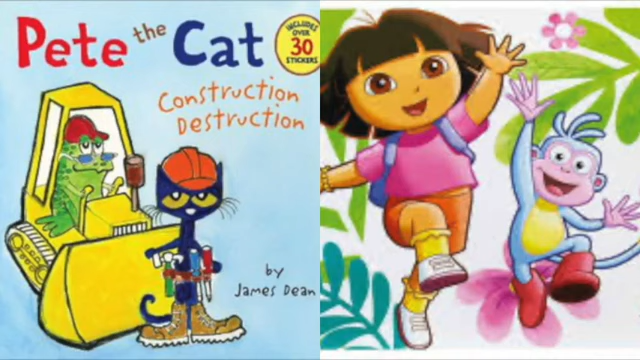 Pete the Cat
INCLUDES
OVER
30
STICKERS
Construction
Destruction
by
James Dean